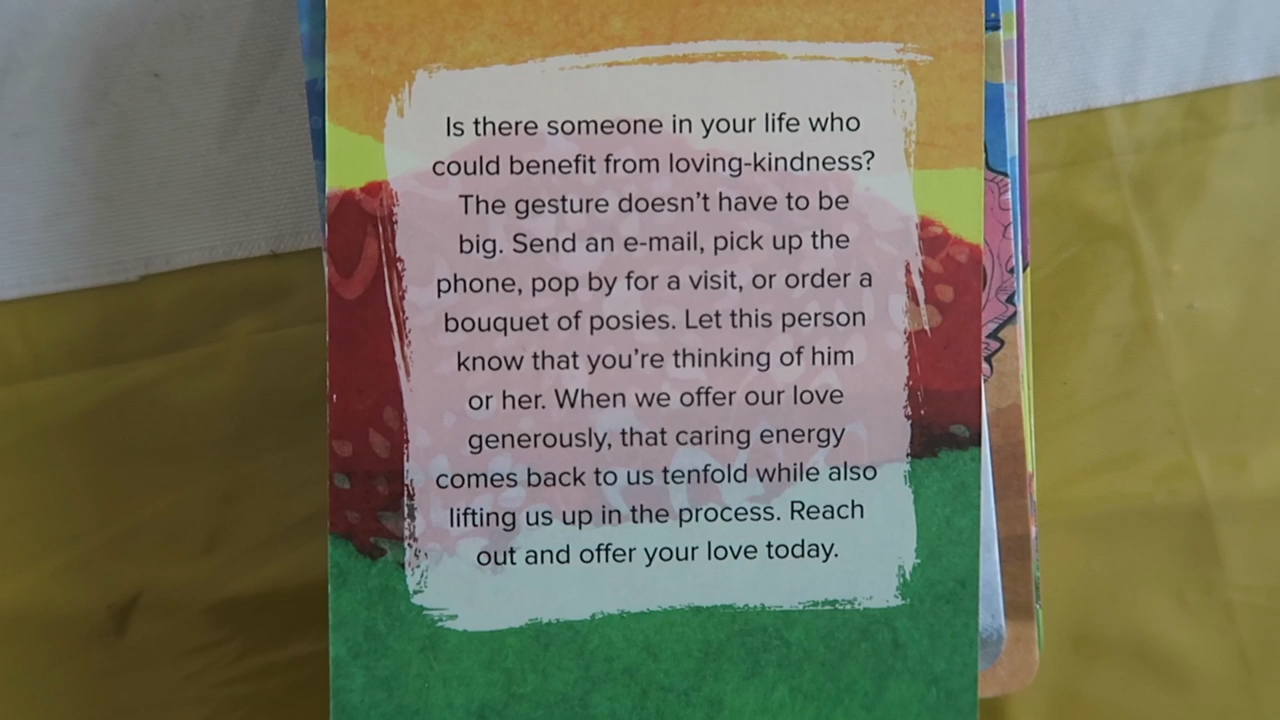 Is there someone in your life who
could benefit from loving-kindness?
The gesture doesn't have to be
big. Send an e-mail, pick up the
phone, pop by for a visit, or order a
bouquet of posies. Let this person
know that you're thinking of him
or her. When we offer our love
generously, that caring energy
comes back to us tenfold while also
lifting us up in the process. Reach
out and offer your love today.